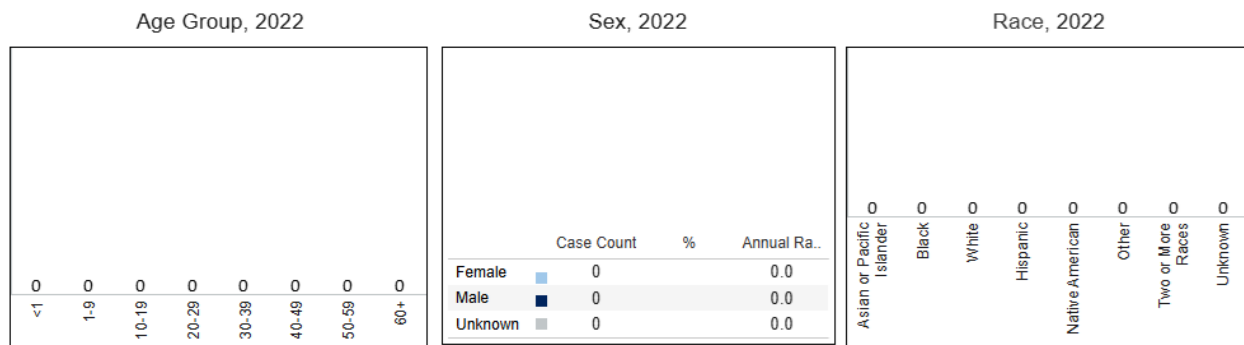 Age Group, 2022
0 0 0 0 0 0 0 0
<1 1-9 10-19 20-29 30-39 40-49 50-59 60+
Sex, 2022
Case Count % Annual Ra..
Female 0 0.0
Male 0 0.0
Unknown 0 0.0
Race, 2022
0 0 0 0 0 0 0 0
Asian or Pacific
Islander
Black
White
Hispanic
Native American
Other
Two or More
Races
Unknown